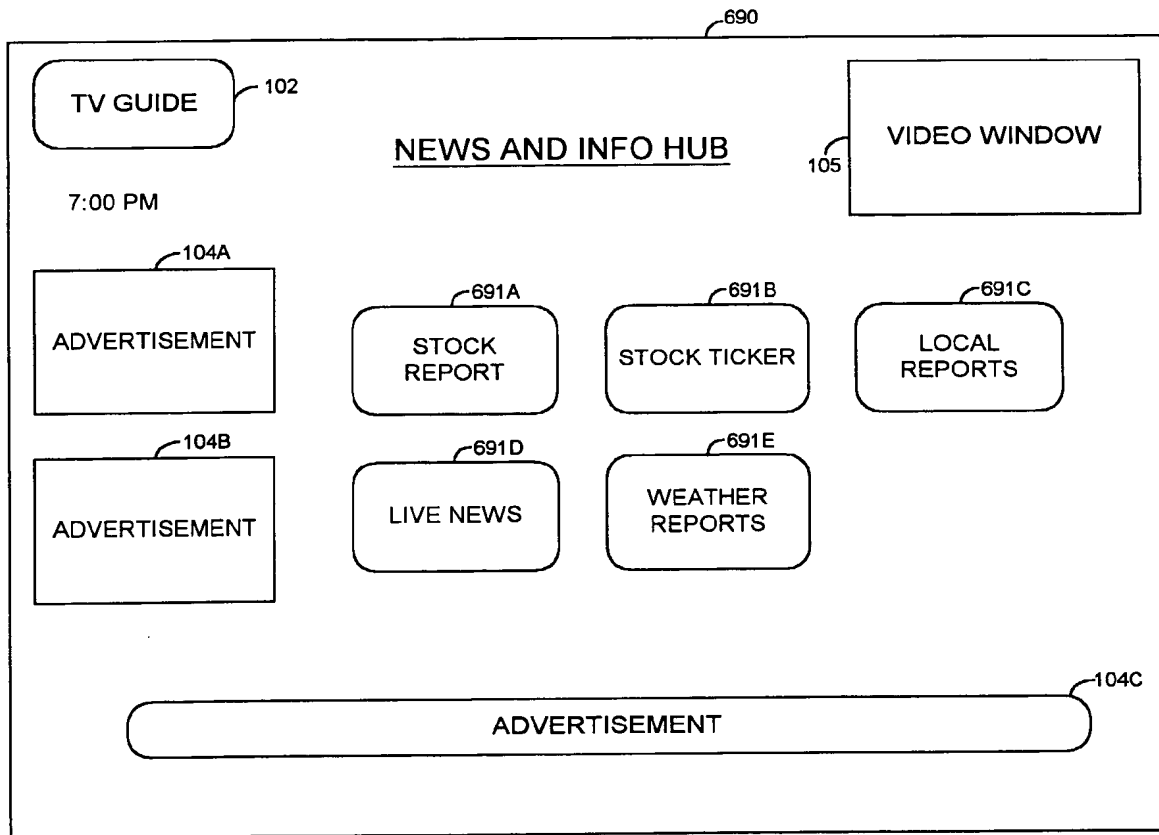 690
TV GUIDE
102
NEWS AND INFO HUB
105
VIDEO WINDOW
7:00 PM
104A
ADVERTISEMENT
691A
STOCK
REPORT
691B
STOCK TICKER
691C
LOCAL
REPORTS
104B
ADVERTISEMENT
691D
LIVE NEWS
691E
WEATHER
REPORTS
104C
ADVERTISEMENT